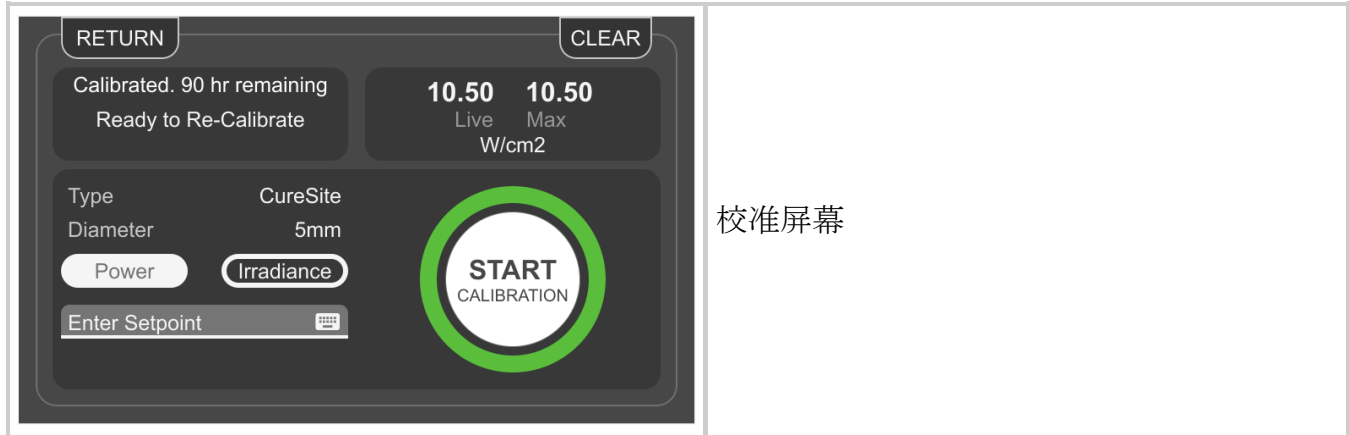 RETURN
CLEAR
Calibrated. 90 hr remaining
Ready to Re-Calibrate
10.50 10.50
Live Max
W/cm2
Type CureSite
Diameter 5mm
Power Irradiance
Enter Setpoint
START
CALIBRATION
校准屏幕